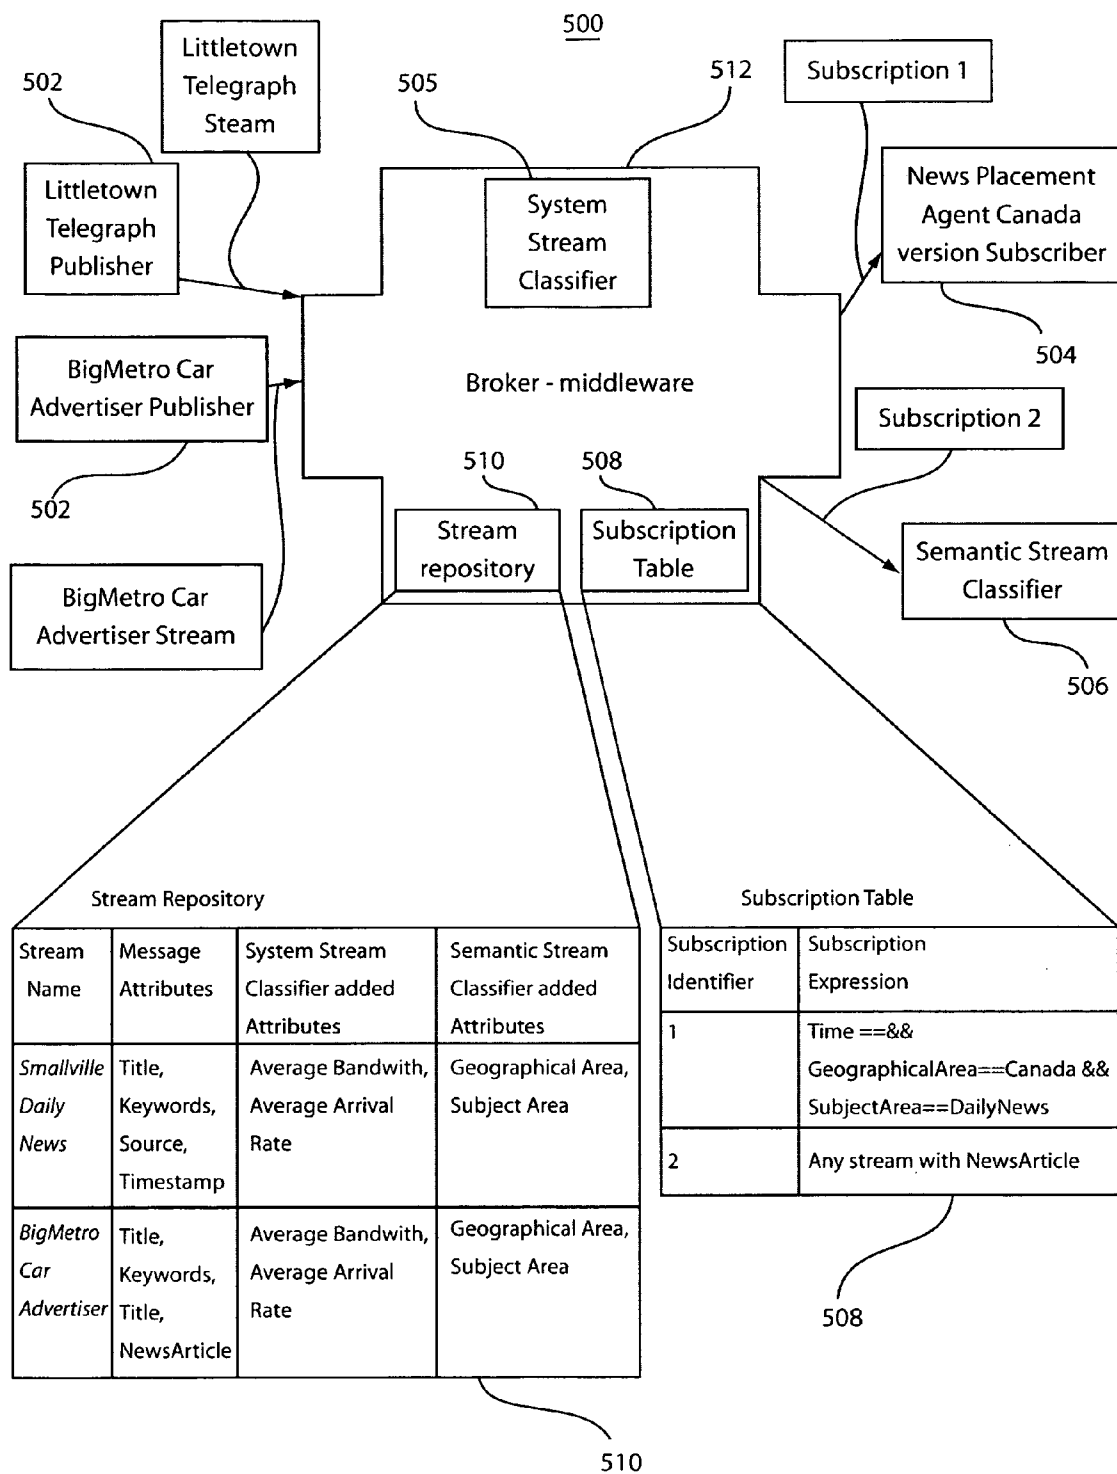 500
Littletown
Telegraph
Steam
502
505
512
Subscription 1
Littletown
Telegraph
Publisher
System
Stream
Classifier
News Placement
Agent Canada
version Subscriber
504
BigMetro Car
Advertiser Publisher
Broker - middleware
Subscription 2
502
510
508
Stream
repository
Subscription
Table
Semantic Stream
Classifier
BigMetro Car
Advertiser Stream
506
Stream Repository
Stream
Name
Message
Attributes
System Stream
Classifier added
Attributes
Semantic Stream
Classifier added
Attributes
Smallville
Daily
News
Title,
Keywords,
Source,
Timestamp
Average Bandwith,
Average Arrival
Rate
Geographical Area,
Subject Area
BigMetro
Car
Advertiser
Title,
Keywords,
Title,
NewsArticle
Average Bandwith,
Average Arrival
Rate
Geographical Area,
Subject Area
510
Subscription Table
Subscription
Identifier
Subscription
Expression
1
Time ==&&
GeographicalArea==Canada &&
SubjectArea==DailyNews
2
Any stream with NewsArticle
508